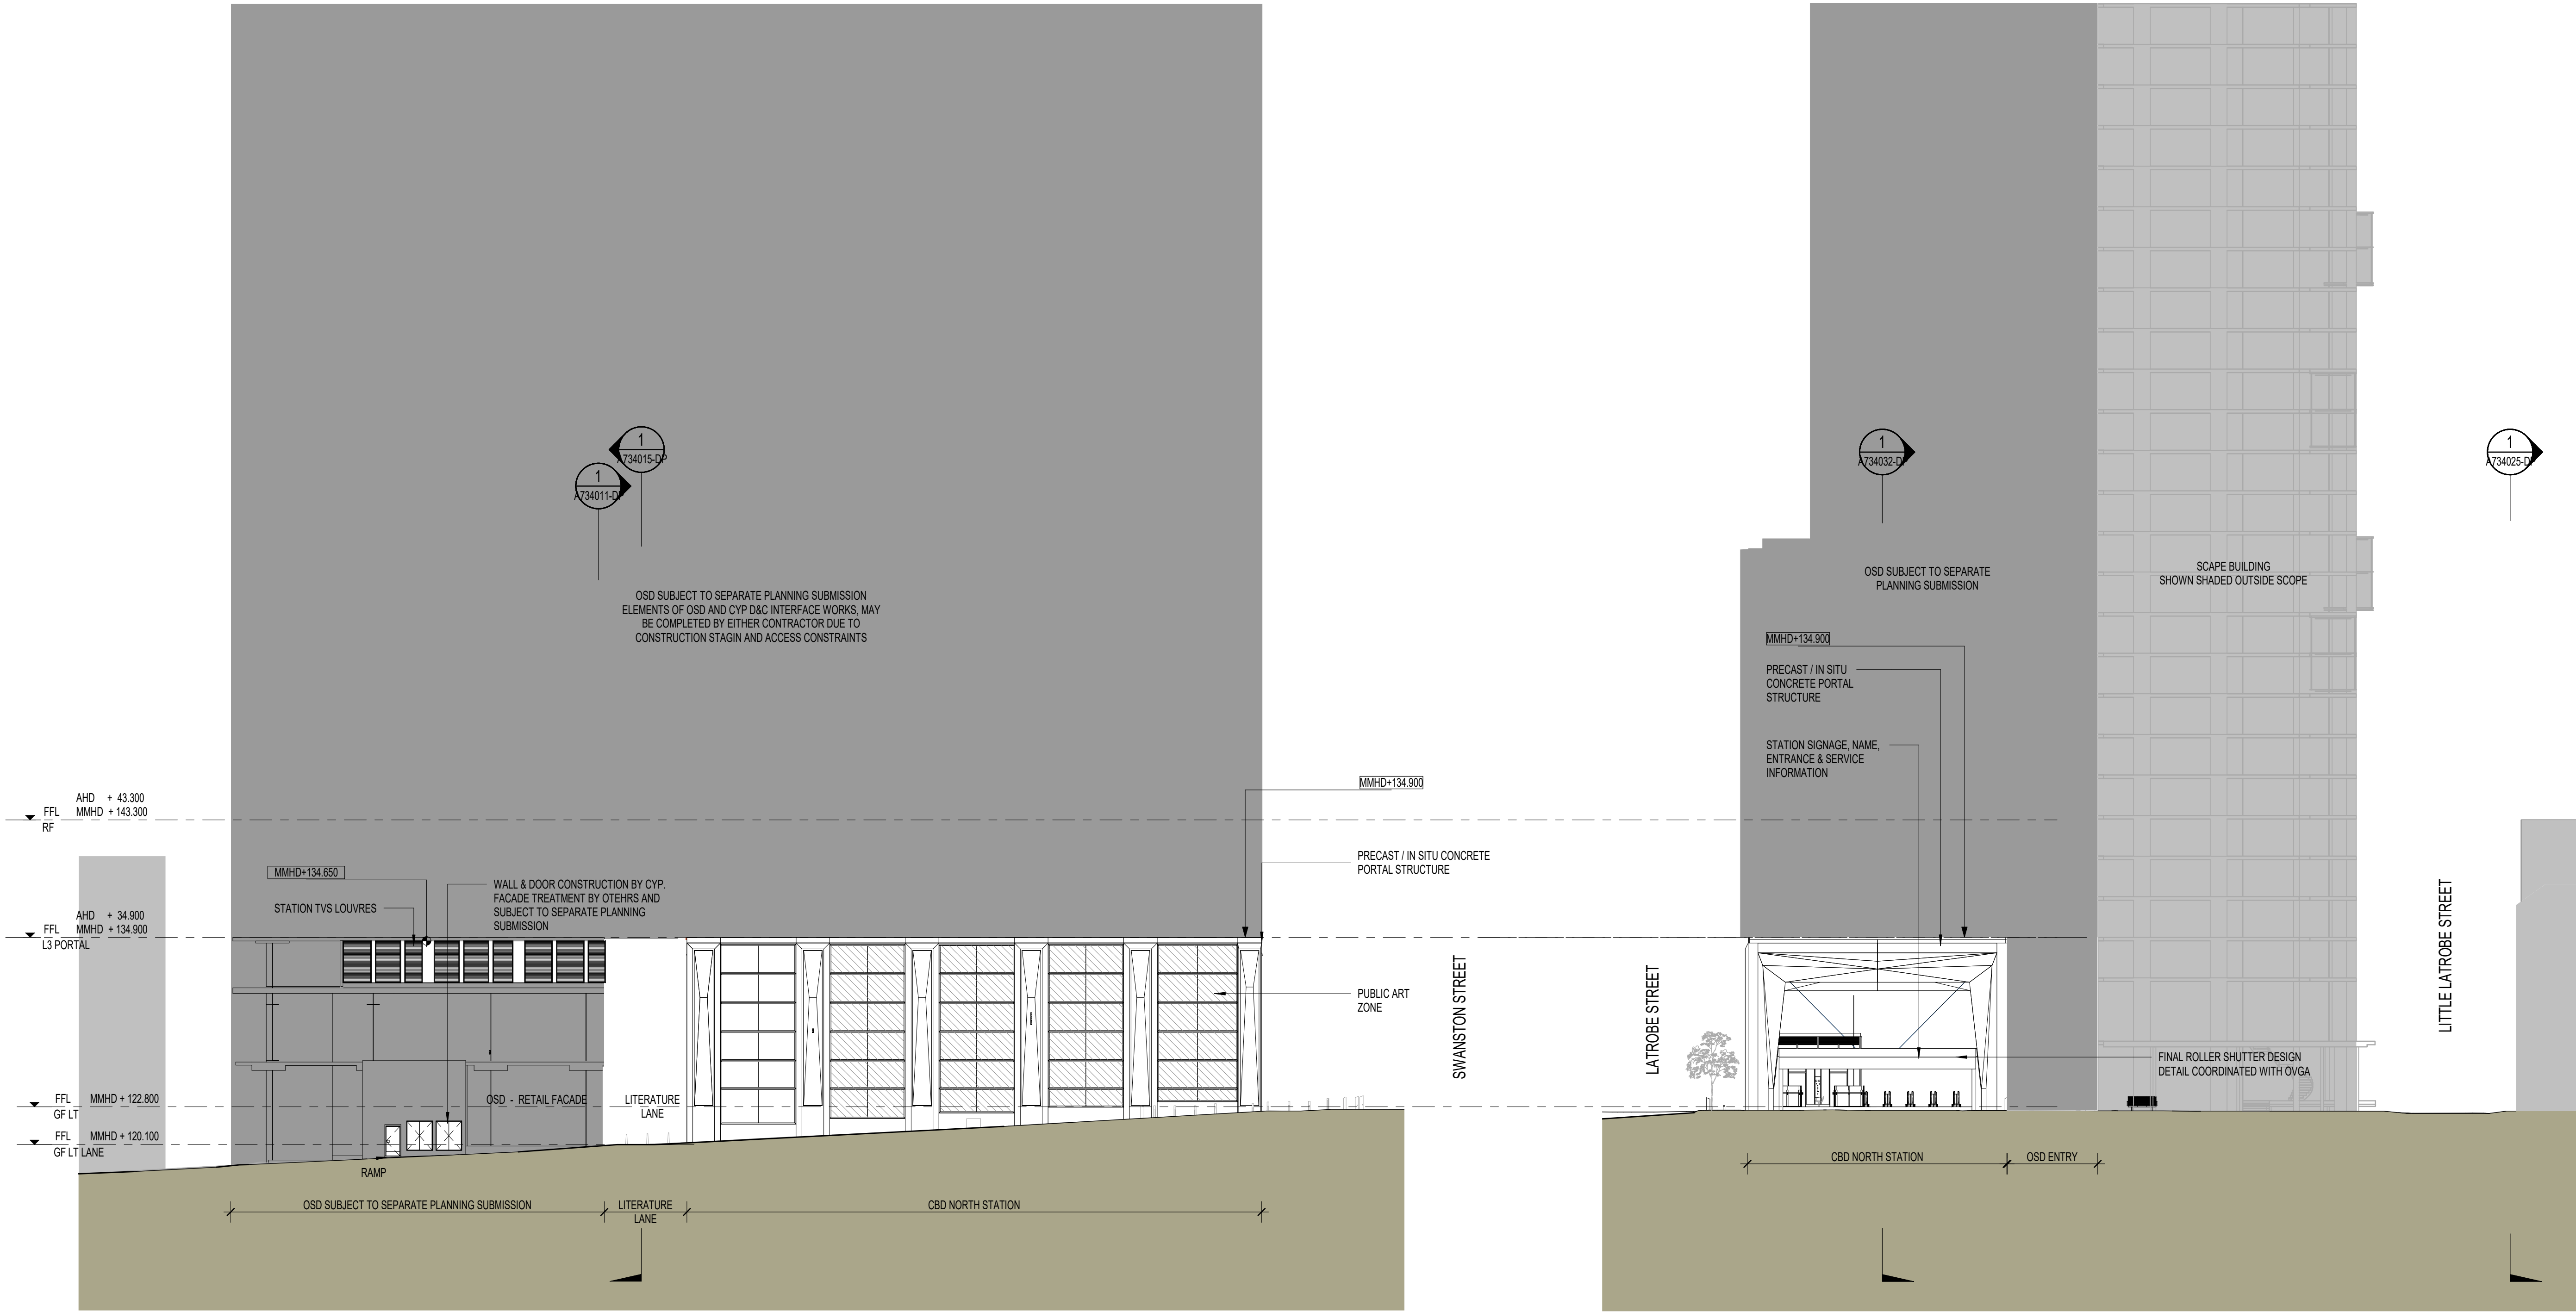 1
A734015-DP
1
A734011-DP
OSD SUBJECT TO SEPARATE PLANNING SUBMISSION
ELEMENTS OF OSD AND CYP D&C INTERFACE WORKS, MAY
BE COMPLETED BY EITHER CONTRACTOR DUE TO
CONSTRUCTION STAGIN AND ACCESS CONSTRAINTS
AHD + 43.300
FFL MMHD + 143.300
RF
MMHD+134.650
STATION TVS LOUVRES
WALL & DOOR CONSTRUCTION BY CYP.
FACADE TREATMENT BY OTEHRS AND
SUBJECT TO SEPARATE PLANNING
SUBMISSION
AHD + 34.900
FFL MMHD + 134.900
L3 PORTAL
FFL MMHD + 122.800
GF LT
FFL MMHD + 120.100
GF LT LANE
OSD - RETAIL FACADE
LITERATURE
LANE
RAMP
OSD SUBJECT TO SEPARATE PLANNING SUBMISSION
LITERATURE
LANE
CBD NORTH STATION
MMHD+134.900
PRECAST / IN SITU CONCRETE
PORTAL STRUCTURE
PUBLIC ART
ZONE
SWANSTON STREET
LATROBE STREET
1
A734032-DP
OSD SUBJECT TO SEPARATE
PLANNING SUBMISSION
MMHD+134.900
PRECAST / IN SITU
CONCRETE PORTAL
STRUCTURE
STATION SIGNAGE, NAME,
ENTRANCE & SERVICE
INFORMATION
SCAPE BUILDING
SHOWN SHADED OUTSIDE SCOPE
FINAL ROLLER SHUTTER DESIGN
DETAIL COORDINATED WITH OVGA
CBD NORTH STATION
OSD ENTRY
1
A734025-DP
LITTLE LATROBE STREET